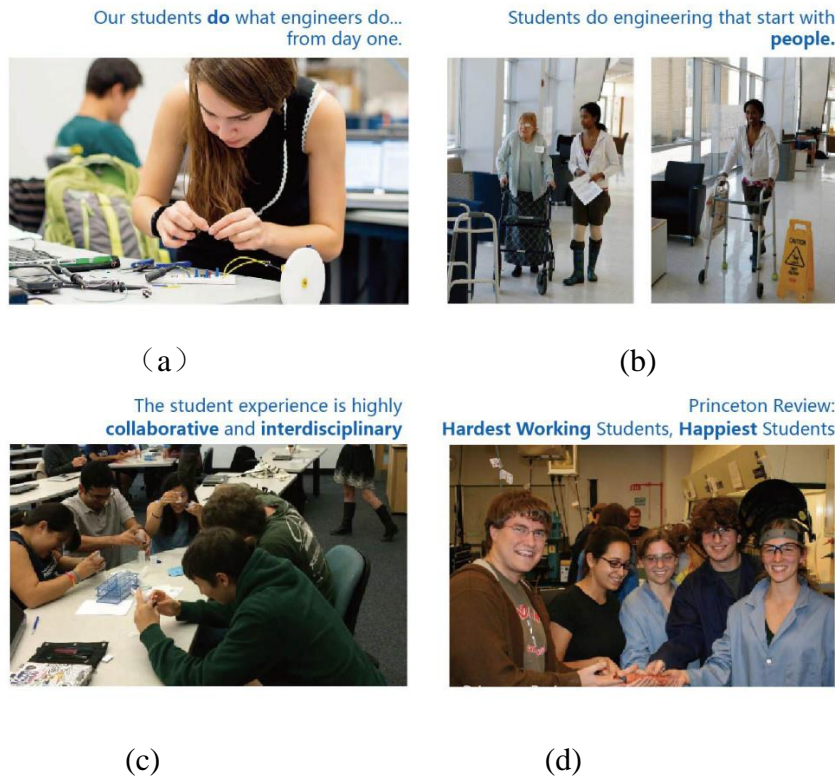 Our students do what engineers do...
from day one.
Students do engineering that start with
people.
CAUTION
（a）
(b)
The student experience is highly
collaborative and interdisciplinary
Princeton Review:
Hardest Working Students, Happiest Students
(c)
(d)